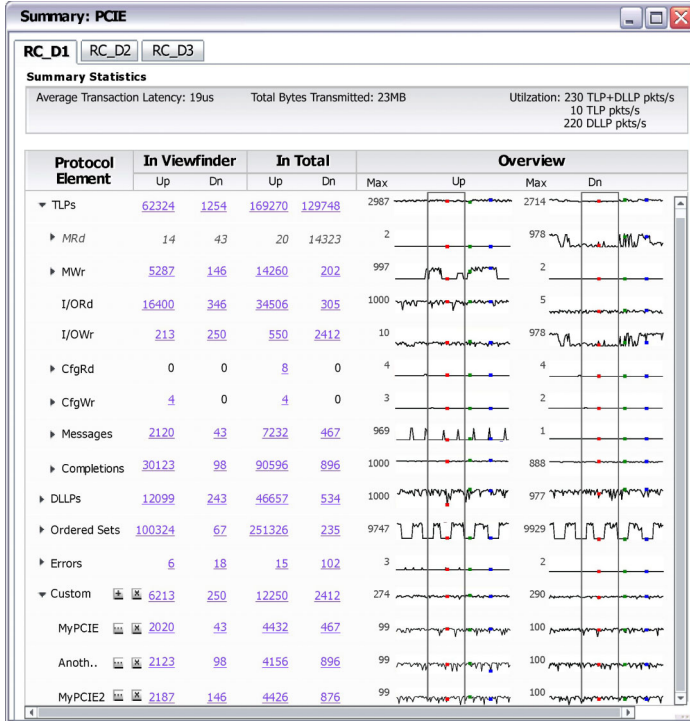 Summary: PCIE
RC_D1 RC_D2 RC_D3
Summary Statistics
Average Transaction Latency: 19us Total Bytes Transmitted: 23MB Utilzation: 230 TLP+DLLP pkts/s
10 TLP pkts/s
220 DLLP pkts/s
Protocol Element In Viewfinder In Total Overview
Up Dn Up Dn Max Up Max Dn
TLPs 62324 1254 169270 129748 2987 2714
MRd 14 43 20 14323 2 978
MWr 5287 146 14260 202 997 2
I/ORd 16400 346 34506 305 1000 5
I/OWr 213 250 550 2412 10 978
CfgRd 0 0 8 0 4 4
CfgWr 4 0 4 0 3 2
Messages 2120 43 7232 467 969 1
Completions 30123 98 90596 896 1000 888
DLLPs 12099 243 46657 534 1000 977
Ordered Sets 100324 67 251326 235 9747 9929
Errors 6 18 15 102 3 2
Custom 6213 250 12250 2412 274 290
MyPCIE 2020 43 4432 467 99 100
Anoth.. 2123 98 4156 896 99 100
MyPCIE2 2187 146 4426 876 99 100